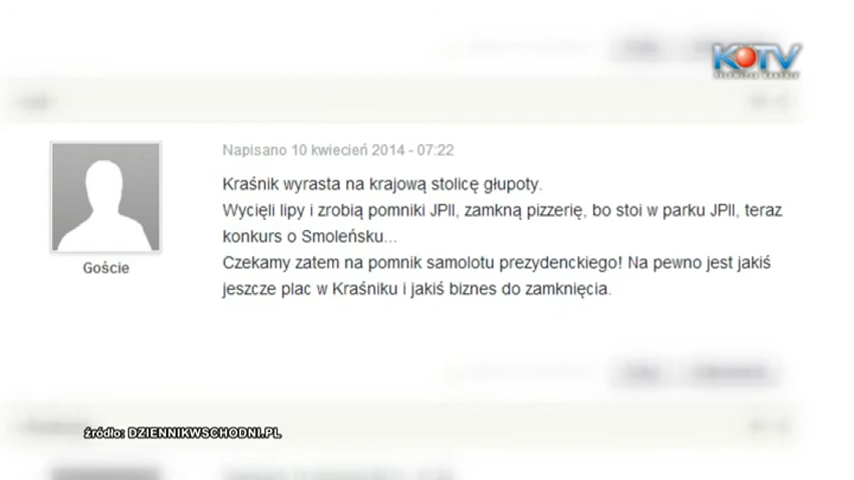 KOTV
Napisano 10 kwiecień 2014 - 07:22
Kraśnik wyrasta na krajową stolicę głupoty.
Wycięli lipy i zrobią pomniki JPII, zamkną pizzerię, bo stoi w parku JPII, teraz
konkurs o Smoleńsku...
Czekamy zatem na pomnik samolotu prezydenckiego! Na pewno jest jakiś
jeszcze plac w Kraśniku i jakiś biznes do zamknięcia.
Goście
źródło: DZIENNIKWSCHODNI.PL